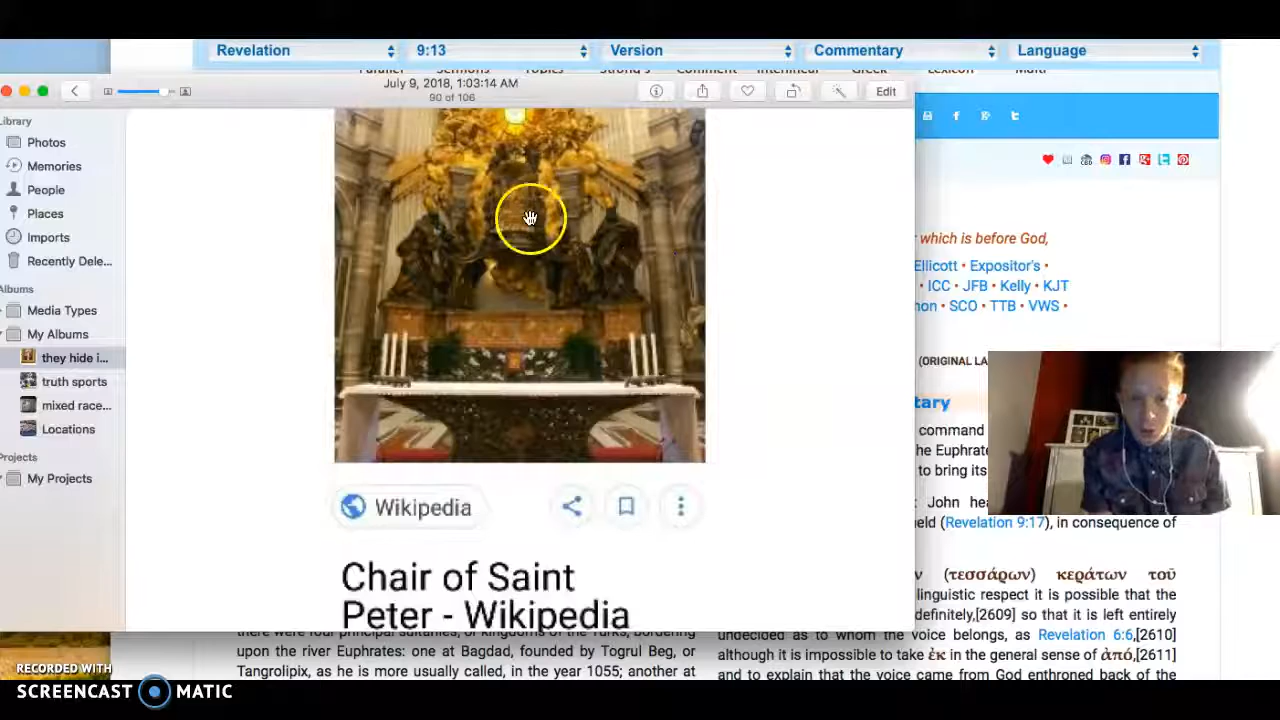 Revelation 9:13 Version Commentary Language
July 9, 2018, 1:03:14 AM
90 of 106
Edit
Library
Photos
Memories
People
Places
Imports
Recently Dele...
Albums
Media Types
My Albums
they hide i...
truth sports
mixed race...
Locations
Projects
My Projects
Wikipedia
Chair of Saint
Peter - Wikipedia
which is before God,
Ellicott • Expositor's •
• ICC • JFB • Kelly • KJT
• SCO • TTB • VWS •
(ORIGINAL LA
tary
command
he Euphrate
to bring its
John hea
eld (Revelation 9:17), in consequence of
(τεσσάρων) κεράτων τοῦ
linguistic respect it is possible that the
definitely,[2609] so that it is left entirely
undecided as to whom the voice belongs, as Revelation 6:6,[2610]
although it is impossible to take ἐκ in the general sense of ἀπό,[2611]
and to explain that the voice came from God enthroned back of the
there were four principal sultanies, or kingdoms of the Turks, bordering
upon the river Euphrates: one at Bagdad, founded by Togrul Beg, or
Tangrolipix, as he is more usually called, in the year 1055; another at
RECORDED WITH
SCREENCAST MATIC